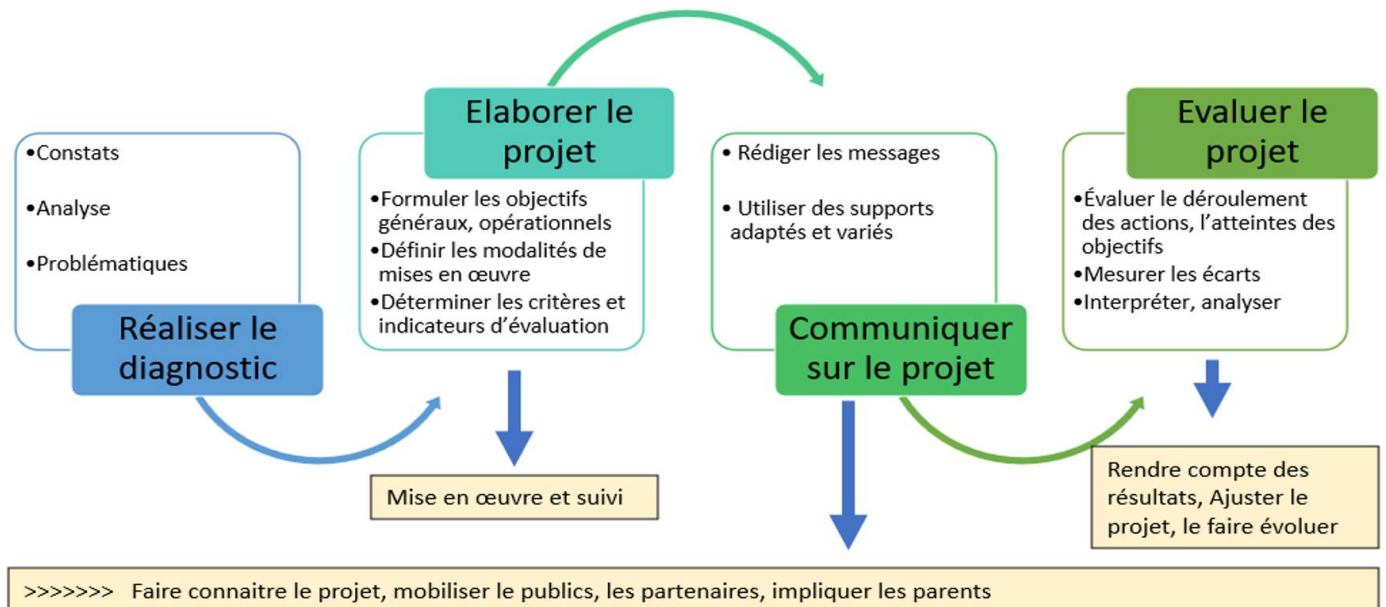 •Constats
•Analyse
•Problématiques
Réaliser le
diagnostic
Elaborer le
projet
•Formuler les objectifs
généraux, opérationnels
•Définir les modalités de
mises en œuvre
•Déterminer les critères et
indicateurs d’évaluation
Mise en œuvre et suivi
• Rédiger les messages
• Utiliser des supports
adaptés et variés
Communiquer
sur le projet
Evaluer le
projet
•Évaluer le déroulement
des actions, l’atteintes des
objectifs
•Mesurer les écarts
•Interpréter, analyser
Rendre compte des
résultats, Ajuster le
projet, le faire évoluer
>>>>>>> Faire connaitre le projet, mobiliser le publics, les partenaires, impliquer les parents